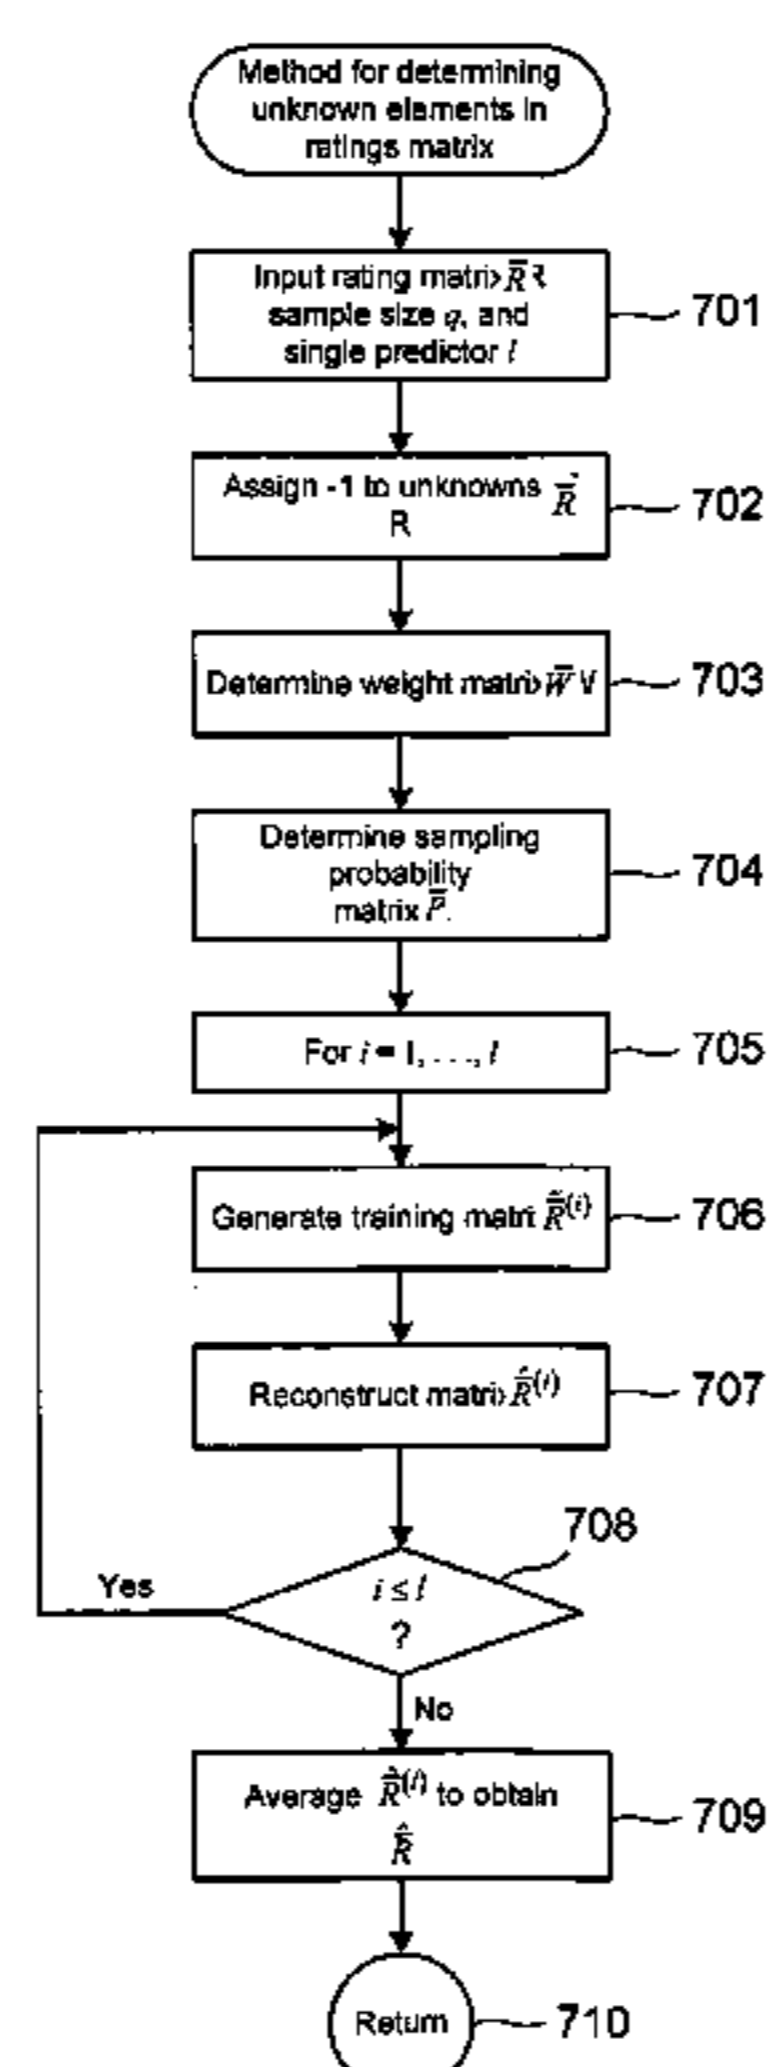 Method for determining
unknown elements in
ratings matrix
Input rating matrix R̿
sample size q, and
single predictor l
701
Assign -1 to unknowns R̿
R
702
Determine weight matrix W̿
703
Determine sampling
probability
matrix P̿.
704
For i = 1, . . ., l
705
Generate training matri R̿̂⁽ⁱ⁾
706
Reconstruct matrix R̿̂⁽ⁱ⁾
707
708
i ≤ l
?
Yes
No
Average R̿̂⁽ⁱ⁾ to obtain
R̿̂
709
Return
710